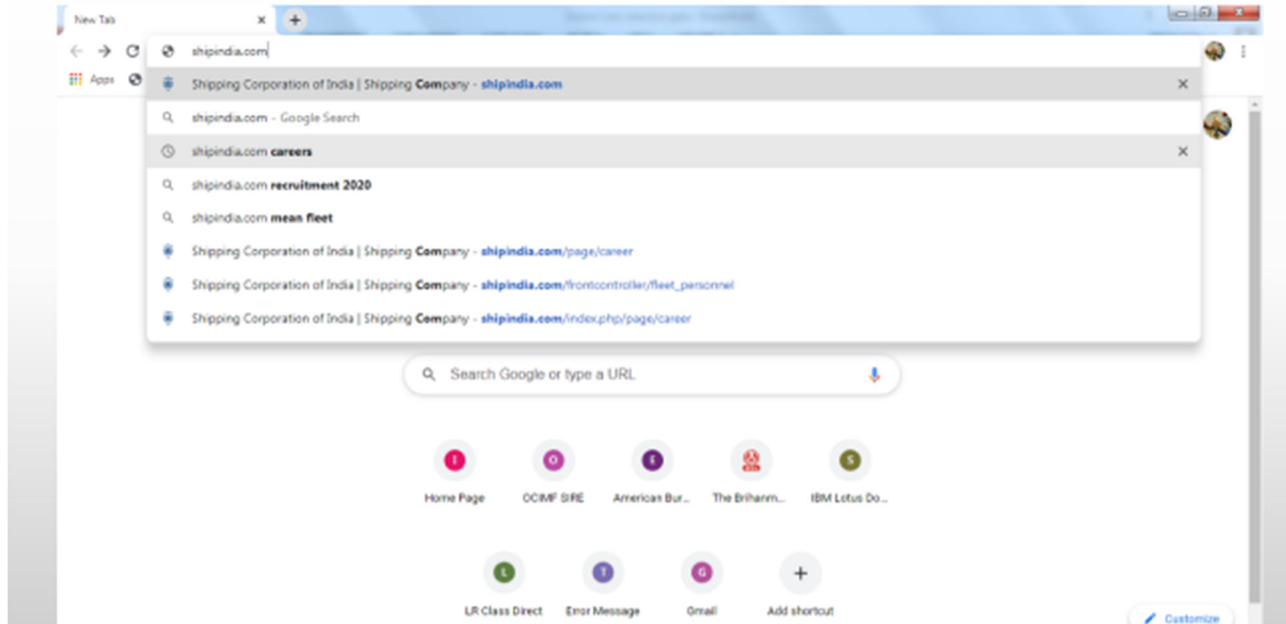 New Tab
shipindia.com
Apps
Shipping Corporation of India | Shipping Company - shipindia.com
shipindia.com - Google Search
shipindia.com careers
shipindia.com recruitment 2020
shipindia.com mean fleet
Shipping Corporation of India | Shipping Company - shipindia.com/page/career
Shipping Corporation of India | Shipping Company - shipindia.com/frontcontroller/fleet_personnel
Shipping Corporation of India | Shipping Company - shipindia.com/index.php/page/career
Search Google or type a URL
I O E S
Home Page OCIMF SIRE American Bur... The Brihanm... IBM Lotus Do...
L T G
LR Class Direct Error Message Gmail Add shortcut
Customize